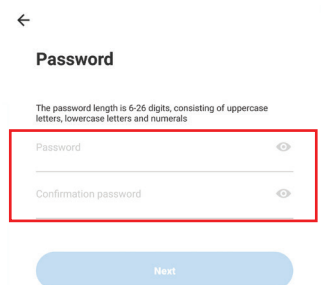 Password
The password length is 6-26 digits, consisting of uppercase
letters, lowercase letters and numerals
Password
Confirmation password
Next